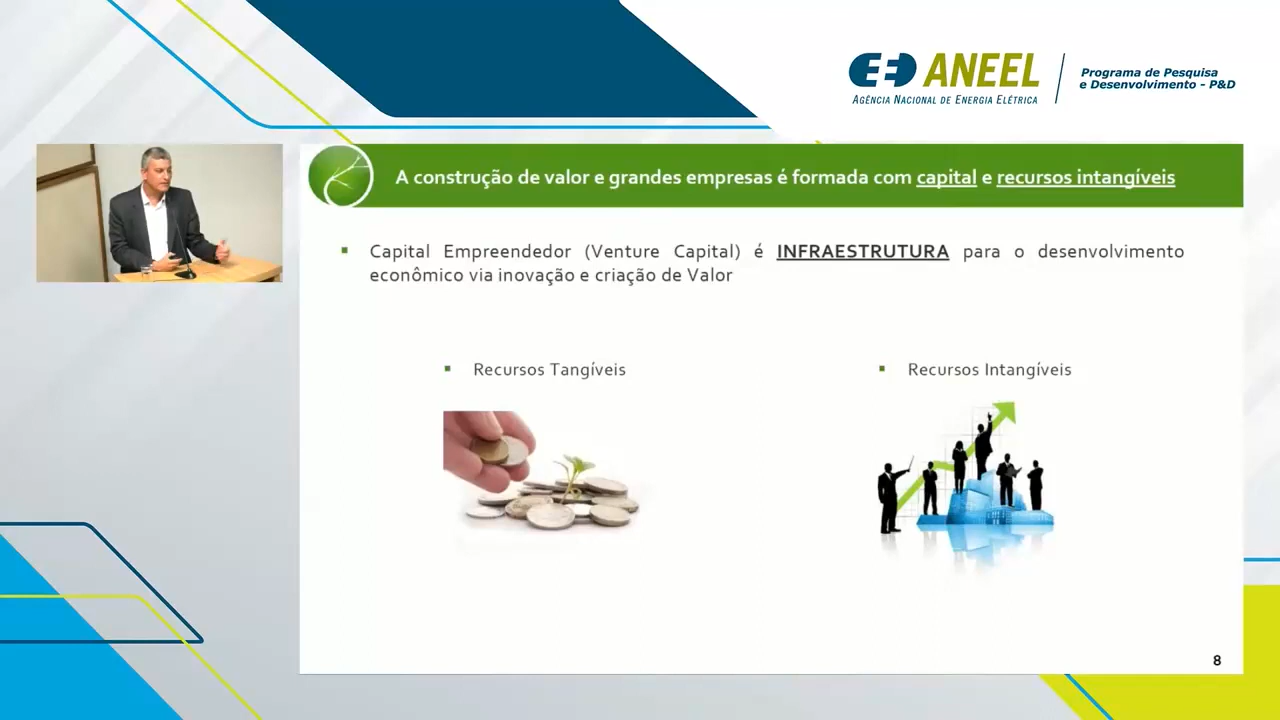 ANEEL
AGÊNCIA NACIONAL DE ENERGIA ELÉTRICA
Programa de Pesquisa
e Desenvolvimento - P&D
A construção de valor e grandes empresas é formada com capital e recursos intangíveis
Capital Empreendedor (Venture Capital) é INFRAESTRUTURA para o desenvolvimento
econômico via inovação e criação de Valor
Recursos Tangíveis
Recursos Intangíveis
8